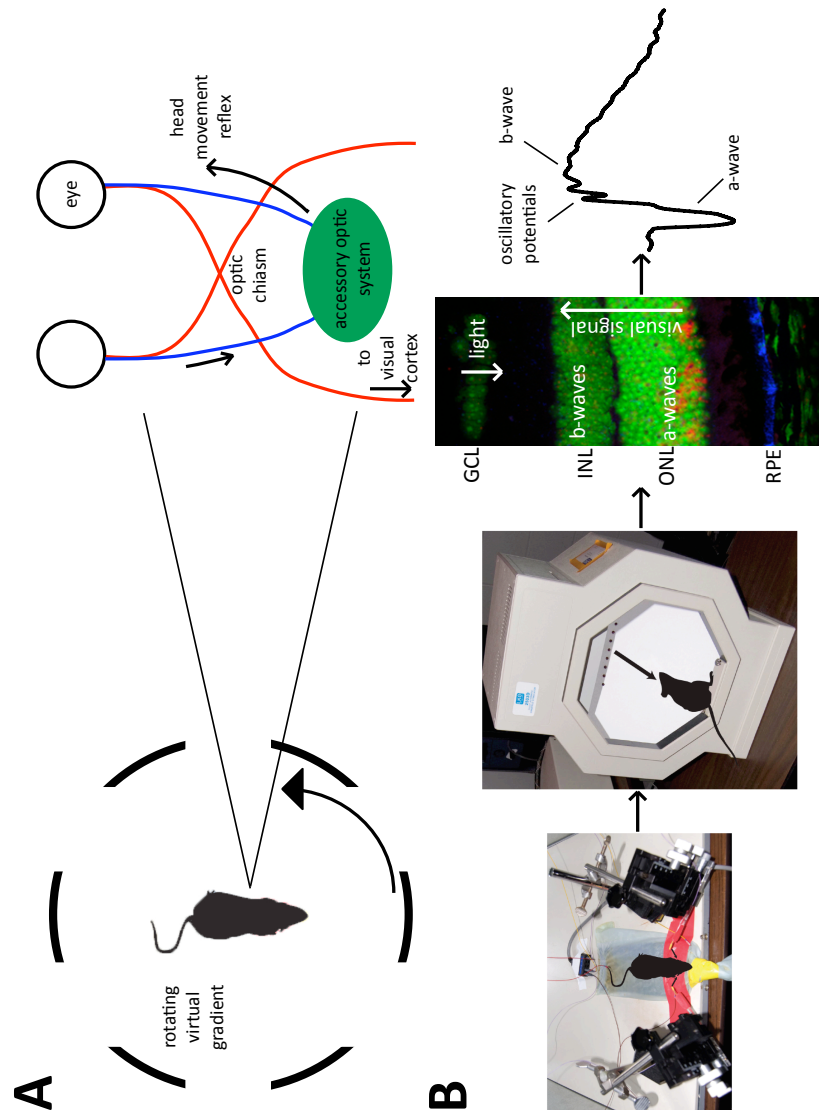 A
rotating
virtual
gradient
eye
optic
chiasm
head
movement
reflex
accessory optic
system
to
visual
cortex
B
GCL
INL
ONL
RPE
light
b-waves
a-waves
visual signal
oscillatory
potentials
b-wave
a-wave